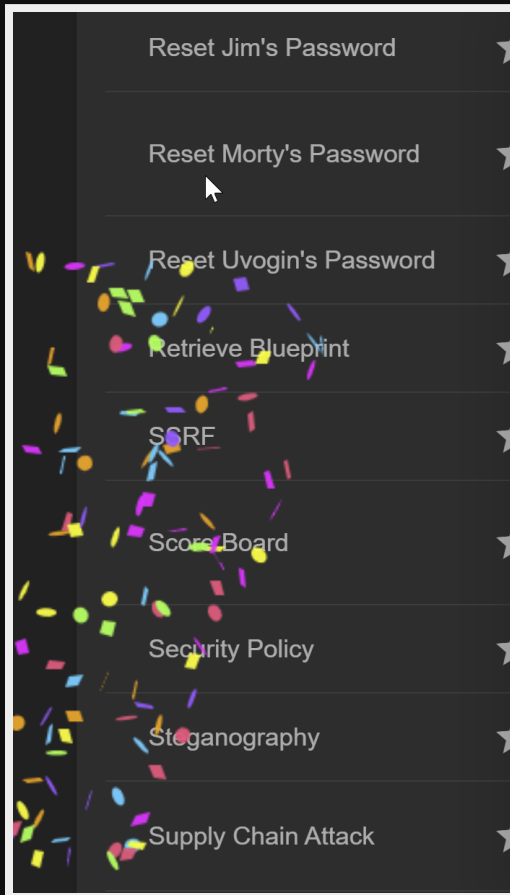 Reset Jim's Password
Reset Morty's Password
Reset Uvogin's Password
Retrieve Blueprint
SSRF
Score Board
Security Policy
Steganography
Supply Chain Attack